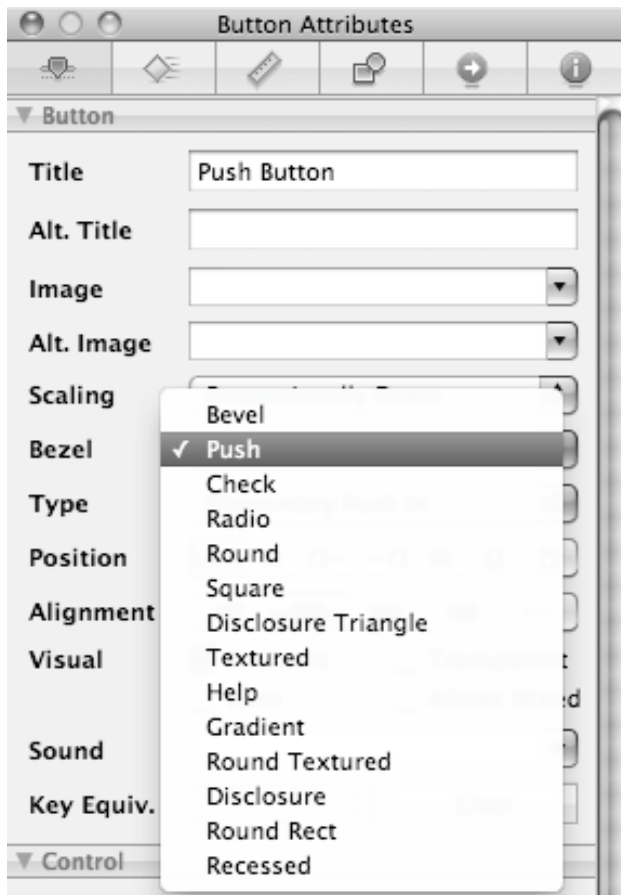 Button Attributes
Button
Title Push Button
Alt. Title
Image
Alt. Image
Scaling
Bevel
Bezel ✓ Push
Check
Type
Radio
Position Round
Square
Alignment
Disclosure Triangle
Visual Textured
Help
Gradient
Sound
Round Textured
Key Equiv. Disclosure
Round Rect
Control
Recessed